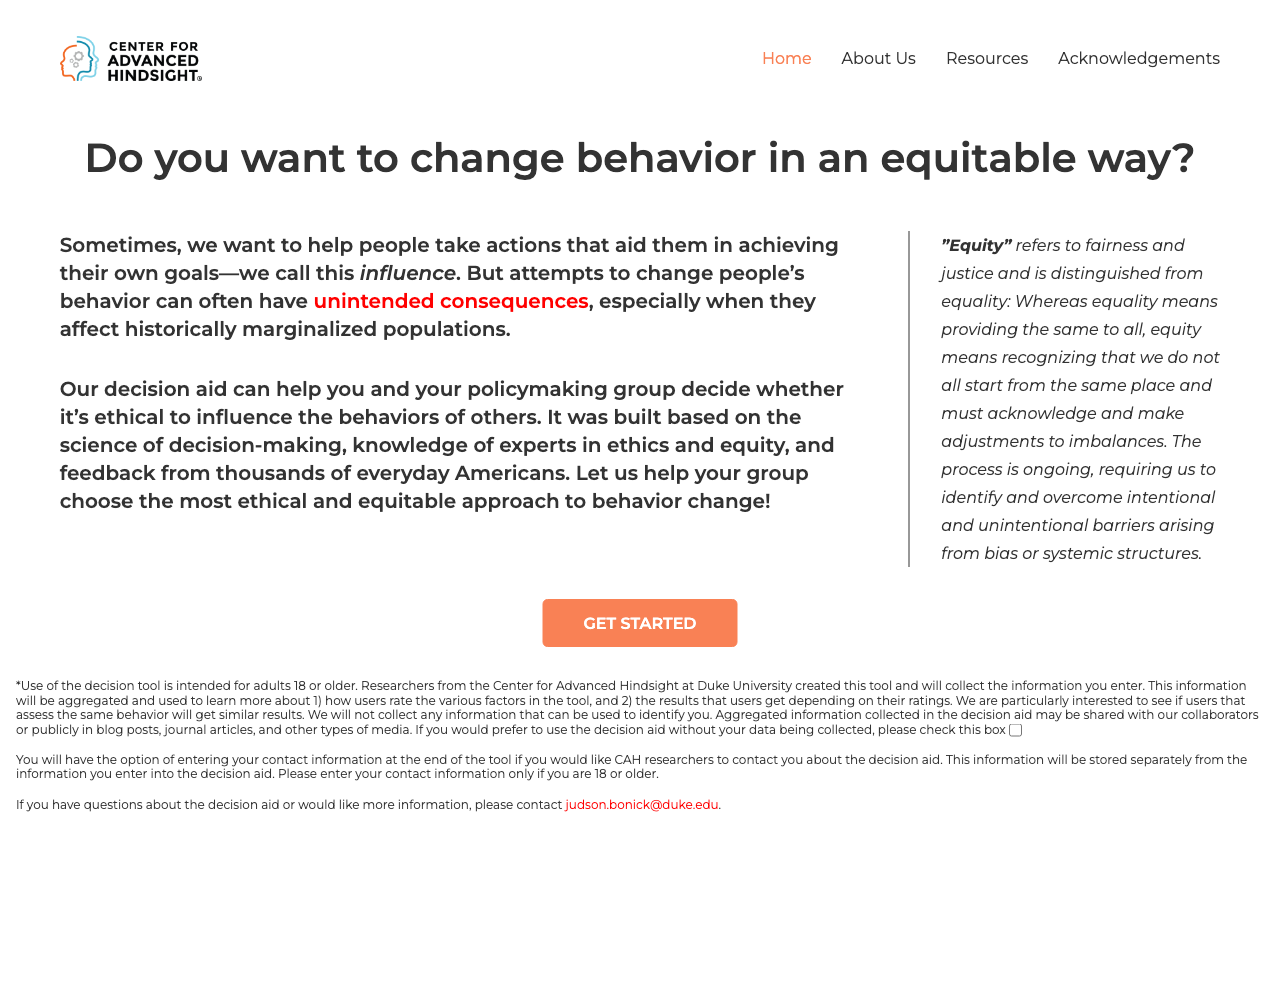 CENTER FOR
ADVANCED
HINDSIGHT®
Home About Us Resources Acknowledgements
Do you want to change behavior in an equitable way?
Sometimes, we want to help people take actions that aid them in achieving
their own goals—we call this influence. But attempts to change people’s
behavior can often have unintended consequences, especially when they
affect historically marginalized populations.
Our decision aid can help you and your policymaking group decide whether
it’s ethical to influence the behaviors of others. It was built based on the
science of decision-making, knowledge of experts in ethics and equity, and
feedback from thousands of everyday Americans. Let us help your group
choose the most ethical and equitable approach to behavior change!
”Equity” refers to fairness and
justice and is distinguished from
equality: Whereas equality means
providing the same to all, equity
means recognizing that we do not
all start from the same place and
must acknowledge and make
adjustments to imbalances. The
process is ongoing, requiring us to
identify and overcome intentional
and unintentional barriers arising
from bias or systemic structures.
GET STARTED
*Use of the decision tool is intended for adults 18 or older. Researchers from the Center for Advanced Hindsight at Duke University created this tool and will collect the information you enter. This information
will be aggregated and used to learn more about 1) how users rate the various factors in the tool, and 2) the results that users get depending on their ratings. We are particularly interested to see if users that
assess the same behavior will get similar results. We will not collect any information that can be used to identify you. Aggregated information collected in the decision aid may be shared with our collaborators
or publicly in blog posts, journal articles, and other types of media. If you would prefer to use the decision aid without your data being collected, please check this box
You will have the option of entering your contact information at the end of the tool if you would like CAH researchers to contact you about the decision aid. This information will be stored separately from the
information you enter into the decision aid. Please enter your contact information only if you are 18 or older.
If you have questions about the decision aid or would like more information, please contact judson.bonick@duke.edu.